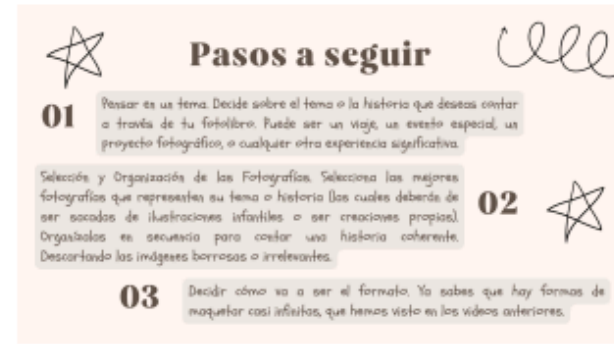 Pasos a seguir
01
Pensar en un tema. Decide sobre el tema o la historia que deseas contar
a través de tu fotolibro. Puede ser un viaje, un evento especial, un
proyecto fotográfico, o cualquier otra experiencia significativa.
Selección y Organización de las Fotografías. Selecciona las mejores
fotografías que representen su tema o historia (las cuales deberán de
ser sacadas de ilustraciones infantiles o ser creaciones propias).
Organízalas en secuencia para contar una historia coherente.
Descartando las imágenes borrosas o irrelevantes.
02
03
Decidir cómo va a ser el formato. Ya sabes que hay formas de
maquetar casi infinitas, que hemos visto en los videos anteriores.